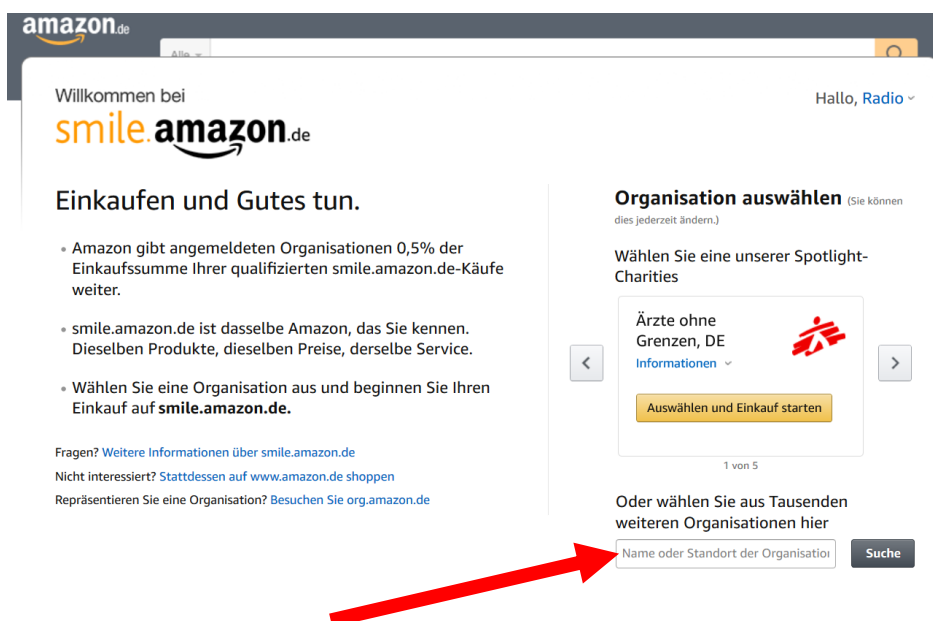 amazon.de
Alle
Willkommen bei
smile.amazon.de
Hallo, Radio
Einkaufen und Gutes tun.
• Amazon gibt angemeldeten Organisationen 0,5% der
Einkaufssumme Ihrer qualifizierten smile.amazon.de-Käufe
weiter.
• smile.amazon.de ist dasselbe Amazon, das Sie kennen.
Dieselben Produkte, dieselben Preise, derselbe Service.
• Wählen Sie eine Organisation aus und beginnen Sie Ihren
Einkauf auf smile.amazon.de.
Fragen? Weitere Informationen über smile.amazon.de
Nicht interessiert? Stattdessen auf www.amazon.de shoppen
Repräsentieren Sie eine Organisation? Besuchen Sie org.amazon.de
Organisation auswählen (Sie können
dies jederzeit ändern.)
Wählen Sie eine unserer Spotlight-
Charities
Ärzte ohne
Grenzen, DE
Informationen
Auswählen und Einkauf starten
1 von 5
Oder wählen Sie aus Tausenden
weiteren Organisationen hier
Name oder Standort der Organisation
Suche